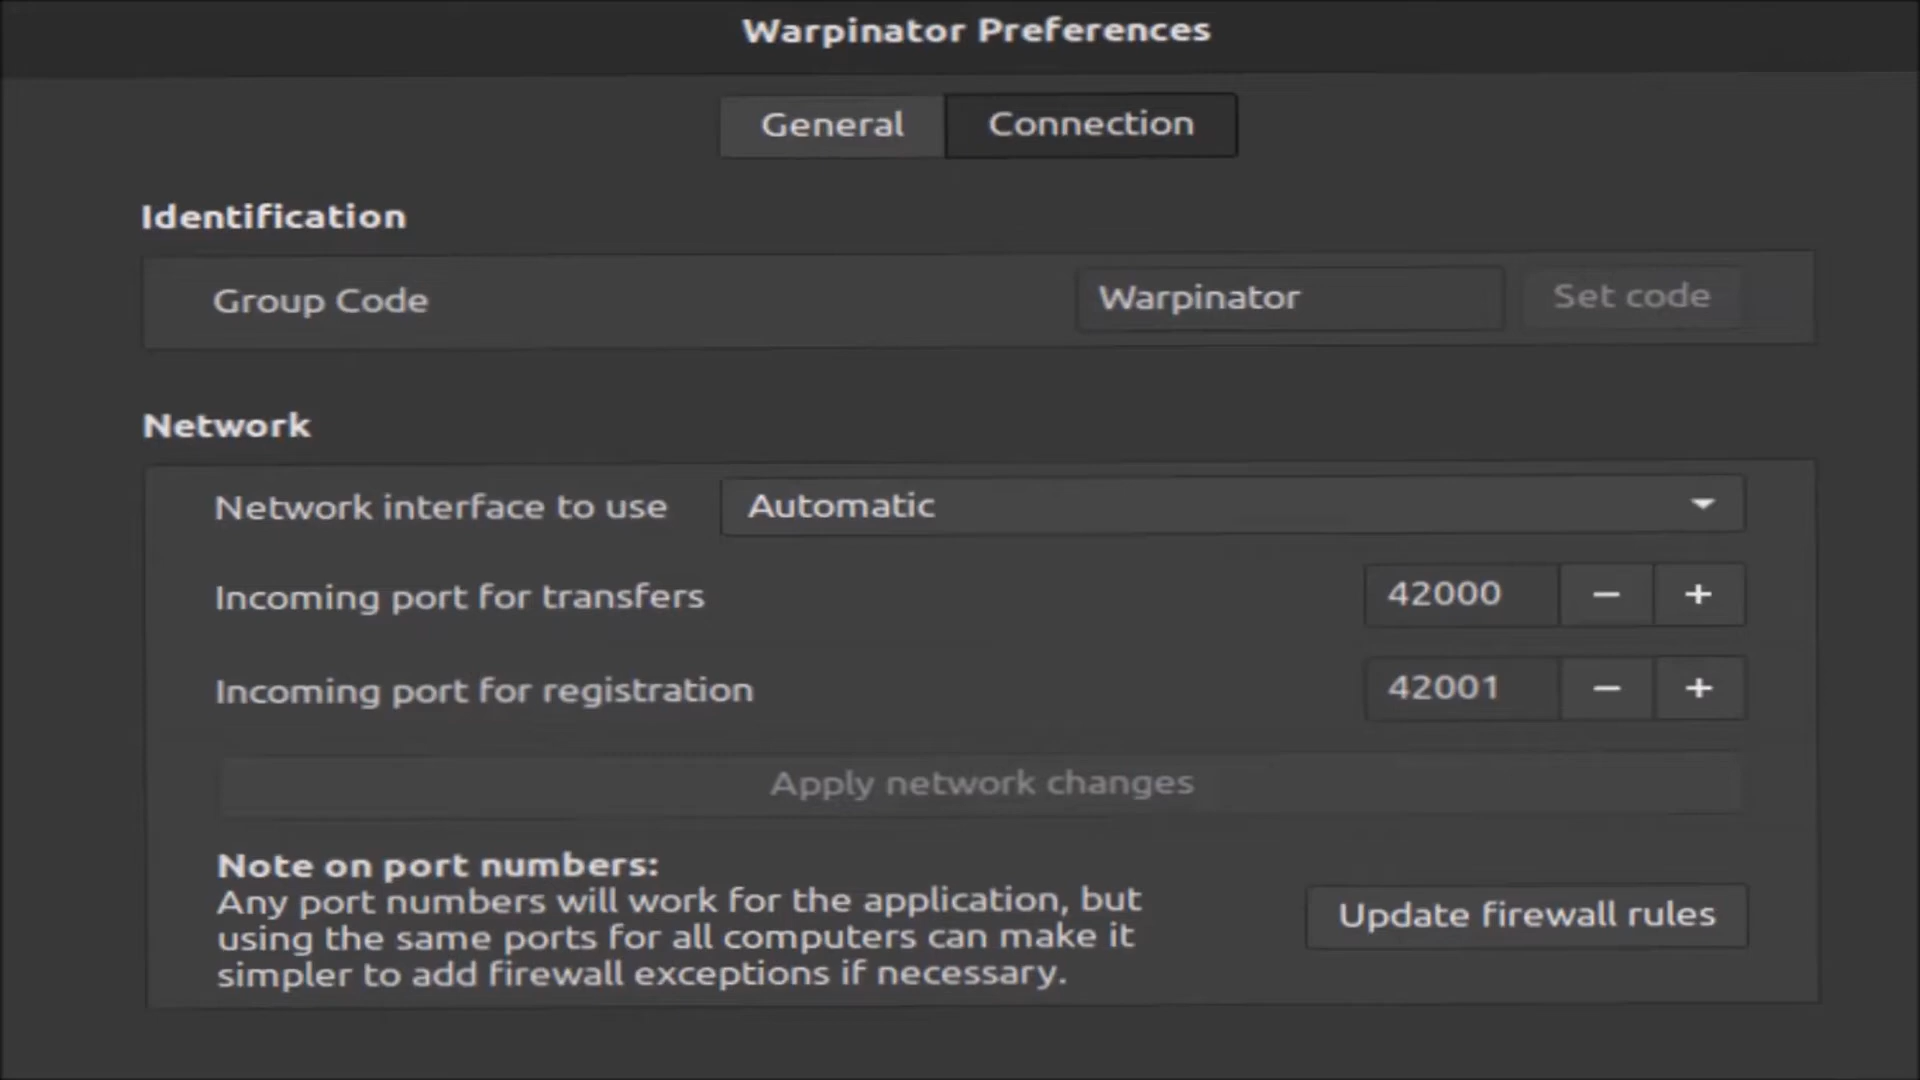 Warpinator Preferences
General
Connection
Identification
Group Code
Warpinator
Set code
Network
Network interface to use
Automatic
Incoming port for transfers
42000
Incoming port for registration
42001
Apply network changes
Note on port numbers:
Any port numbers will work for the application, but
using the same ports for all computers can make it
simpler to add firewall exceptions if necessary.
Update firewall rules